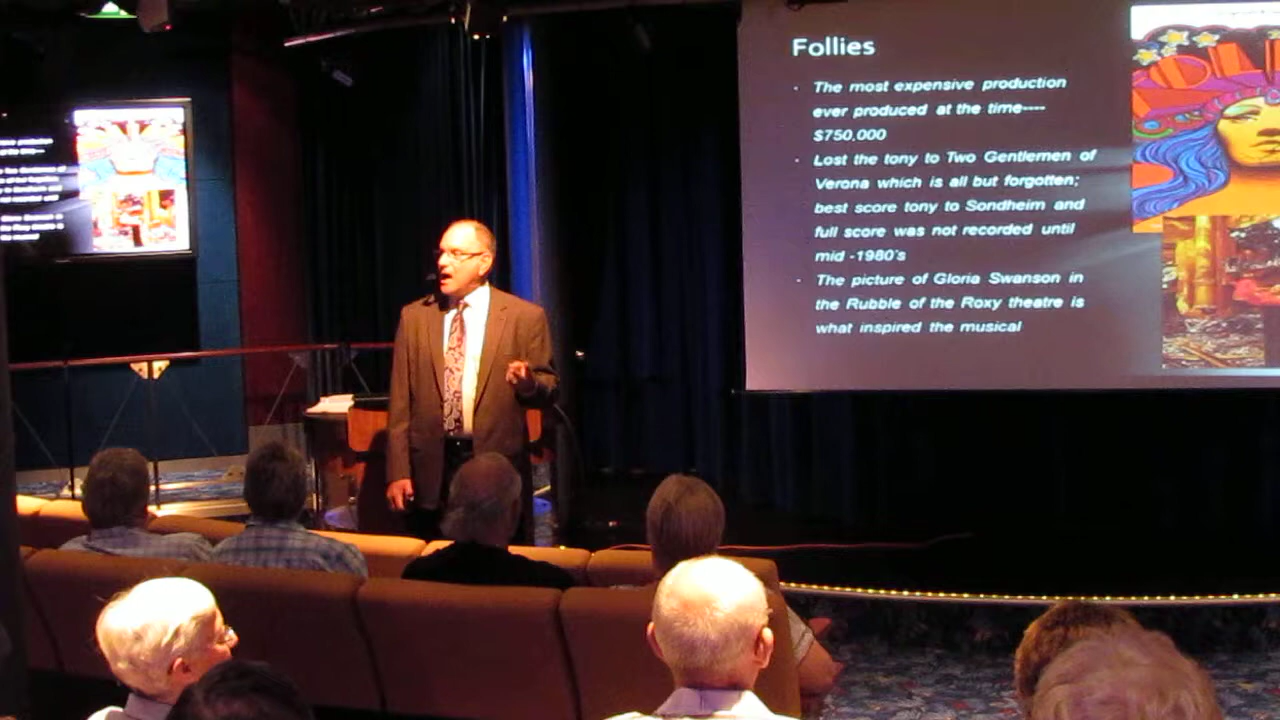 Follies
· The most expensive production
ever produced at the time----
$750,000
· Lost the tony to Two Gentlemen of
Verona which is all but forgotten;
best score tony to Sondheim and
full score was not recorded until
mid -1980's
· The picture of Gloria Swanson in
the Rubble of the Roxy theatre is
what inspired the musical